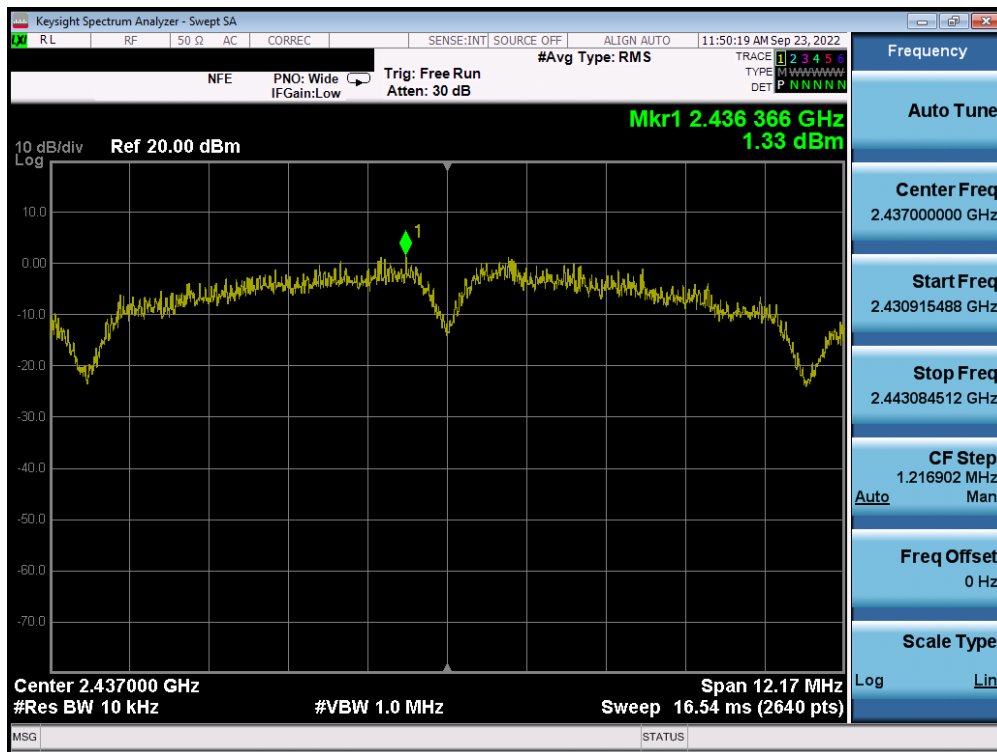 Keysight Spectrum Analyzer - Swept SA
LXI RL RF 50 Ω AC CORREC SENSE:INT SOURCE OFF ALIGN AUTO 11:50:19 AM Sep 23, 2022
NFE PNO: Wide Trig: Free Run #Avg Type: RMS TRACE 1 2 3 4 5 6
IFGain:Low Atten: 30 dB TYPE M WWWWW
DET P N N N N N
Mkr1 2.436 366 GHz
1.33 dBm
10 dB/div Ref 20.00 dBm
Log
10.0
1
0.00
-10.0
-20.0
-30.0
-40.0
-50.0
-60.0
-70.0
Center 2.437000 GHz Span 12.17 MHz
#Res BW 10 kHz #VBW 1.0 MHz Sweep 16.54 ms (2640 pts)
MSG STATUS
Frequency
Auto Tune
Center Freq
2.437000000 GHz
Start Freq
2.430915488 GHz
Stop Freq
2.443084512 GHz
CF Step
1.216902 MHz
Auto Man
Freq Offset
0 Hz
Scale Type
Log Lin